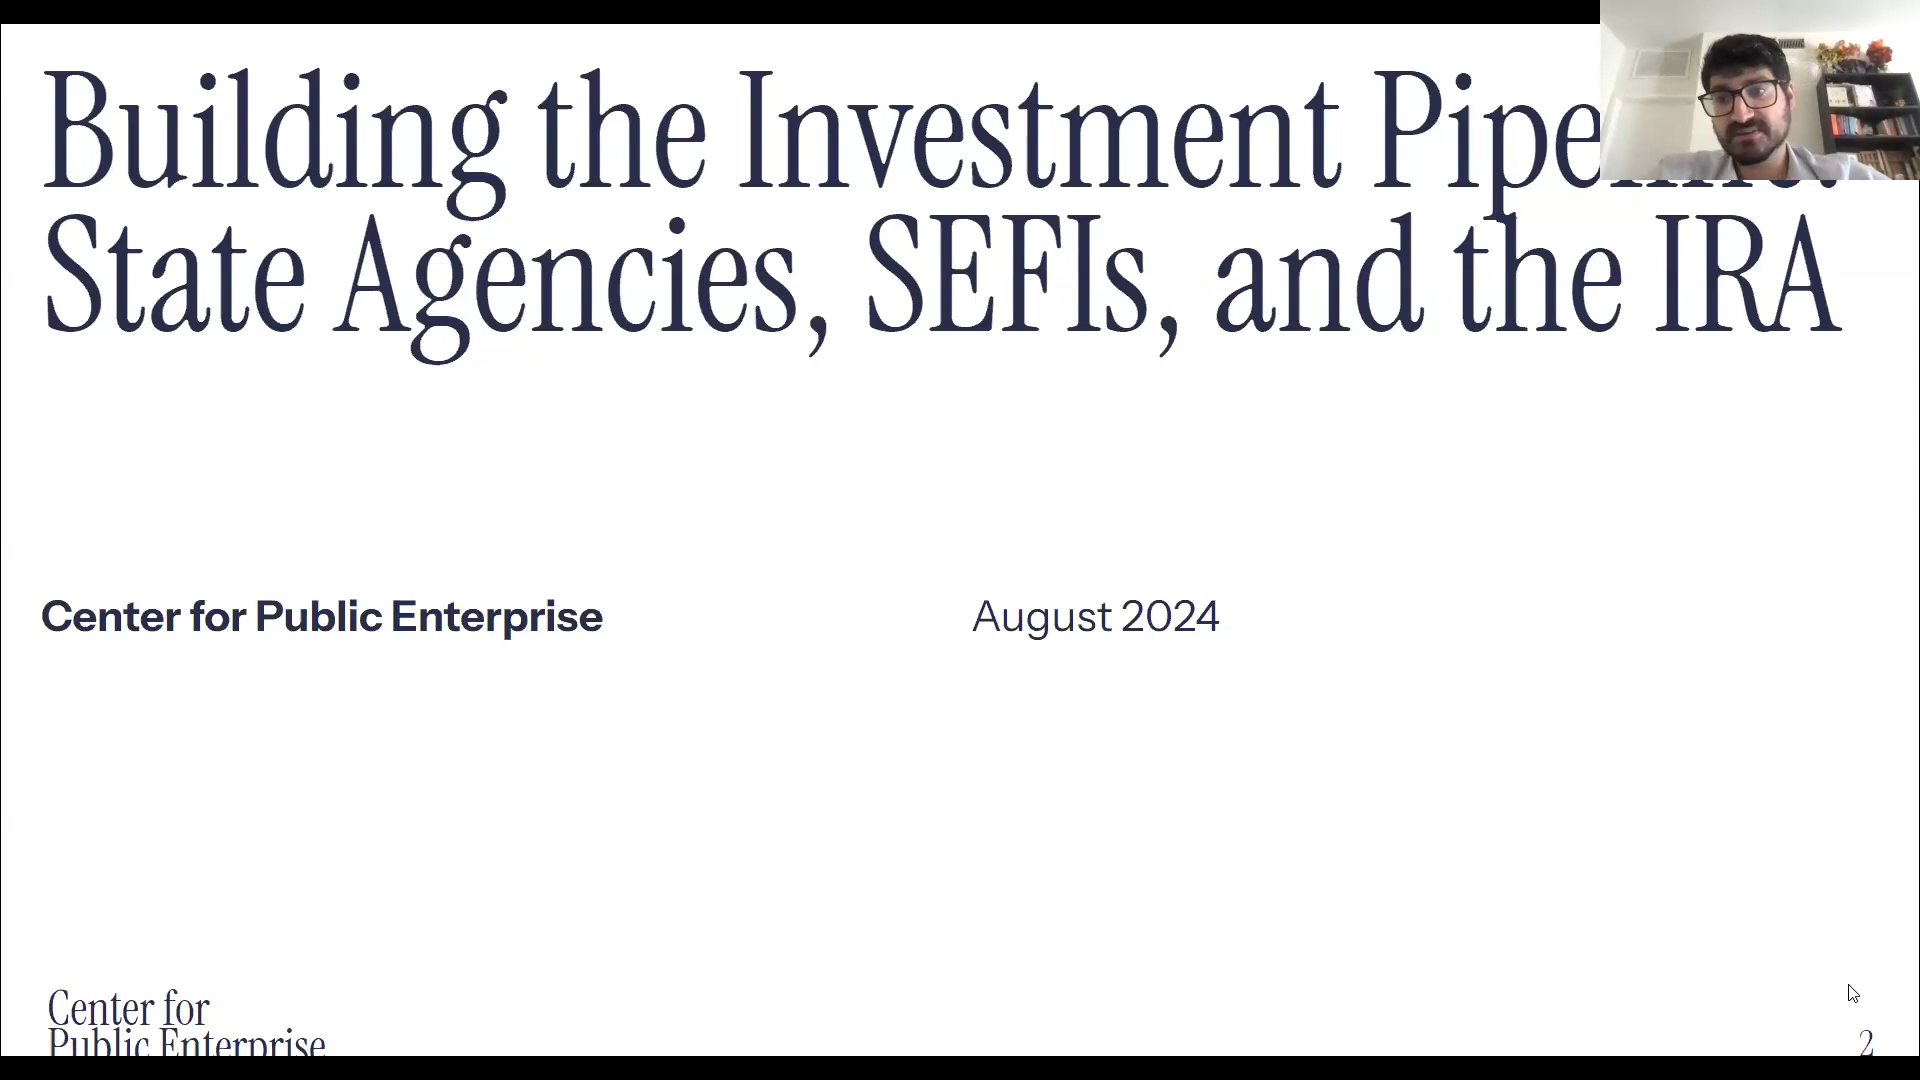 Building the Investment
State Agencies, SEFIs, and the IRA
Center for Public Enterprise
August 2024
Center for
Public Enterprise
2